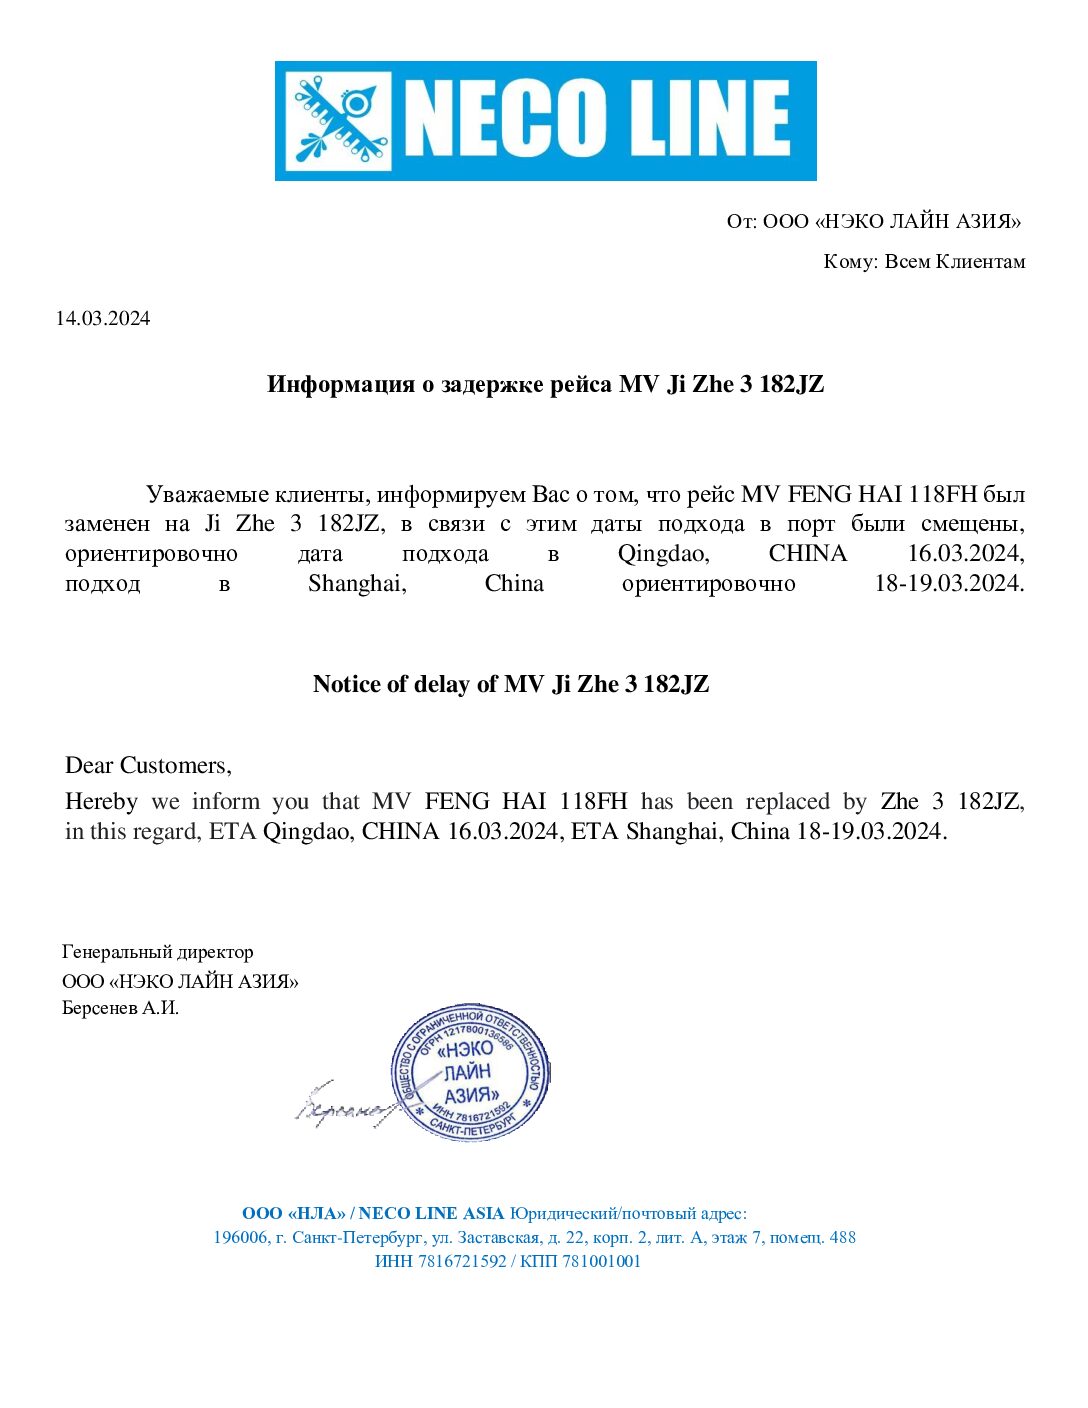 NECO LINE
От: ООО «НЭКО ЛАЙН АЗИЯ»
Кому: Всем Клиентам
14.03.2024
Информация о задержке рейса MV Ji Zhe 3 182JZ
Уважаемые клиенты, информируем Вас о том, что рейс MV FENG HAI 118FH был
заменен на Ji Zhe 3 182JZ, в связи с этим даты подхода в порт были смещены,
ориентировочно дата подхода в Qingdao, CHINA 16.03.2024,
подход в Shanghai, China ориентировочно 18-19.03.2024.
Notice of delay of MV Ji Zhe 3 182JZ
Dear Customers,
Hereby we inform you that MV FENG HAI 118FH has been replaced by Zhe 3 182JZ,
in this regard, ETA Qingdao, CHINA 16.03.2024, ETA Shanghai, China 18-19.03.2024.
Генеральный директор
ООО «НЭКО ЛАЙН АЗИЯ»
Берсенев А.И.
ОБЩЕСТВО С ОГРАНИЧЕННОЙ ОТВЕТСТВЕННОСТЬЮ
ОГРН 1217800136586
«НЭКО
ЛАЙН
АЗИЯ»
ИНН 7816721592
* САНКТ-ПЕТЕРБУРГ *
ООО «НЛА» / NECO LINE ASIA Юридический/почтовый адрес:
196006, г. Санкт-Петербург, ул. Заставская, д. 22, корп. 2, лит. А, этаж 7, помещ. 488
ИНН 7816721592 / КПП 781001001